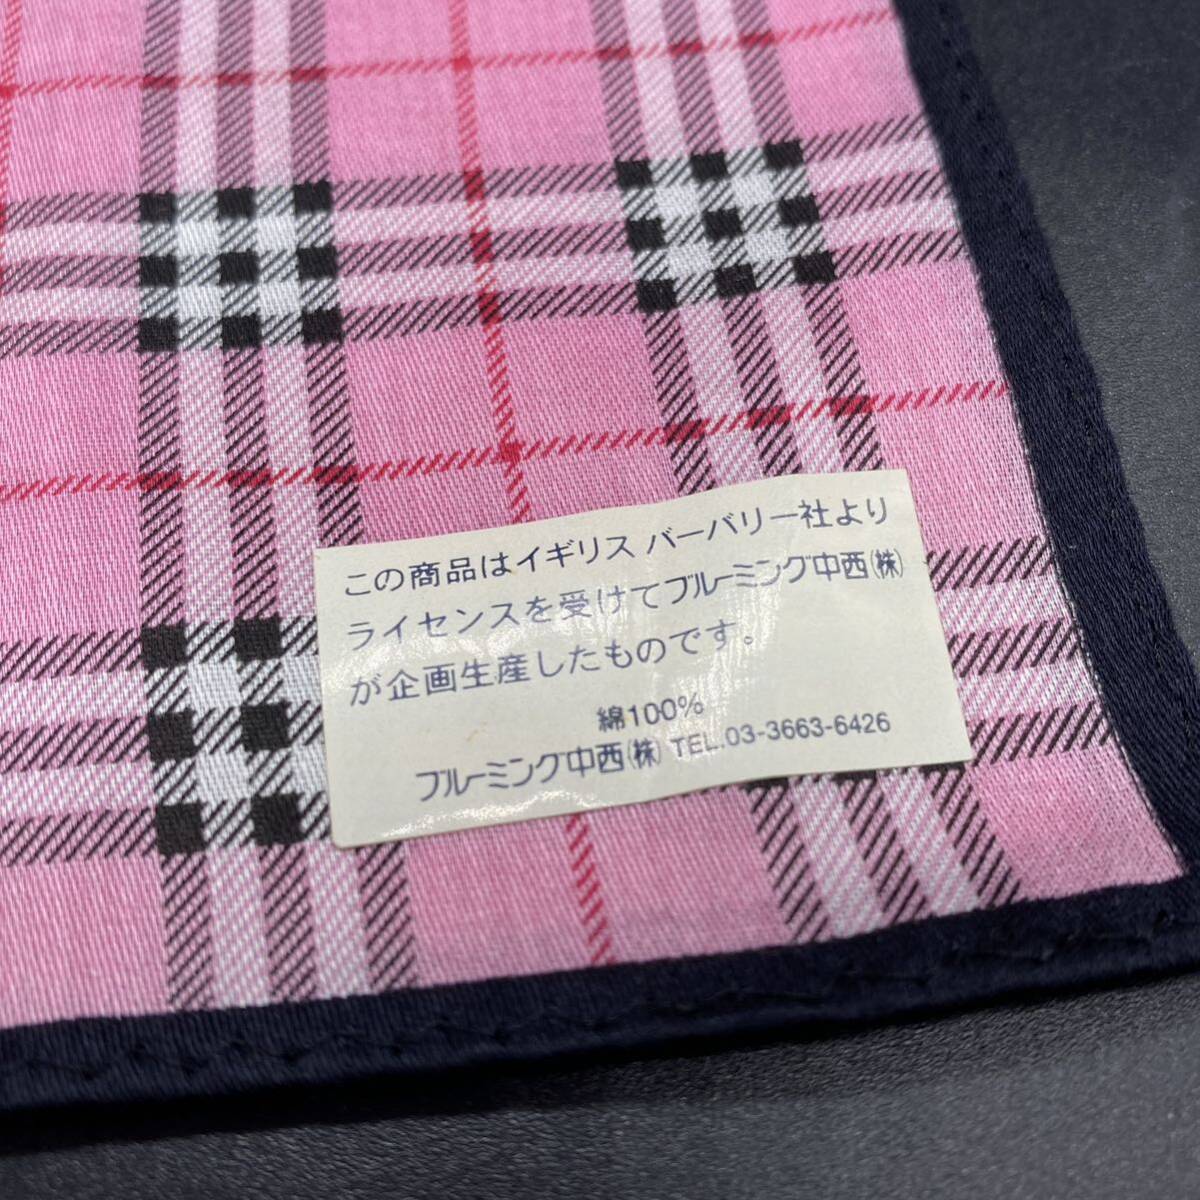 この商品はイギリス バーバリー社より
ライセンスを受けてブルーミング中西(株)
が企画生産したものです。
綿100%
ブルーミング中西(株) TEL.03-3663-6426